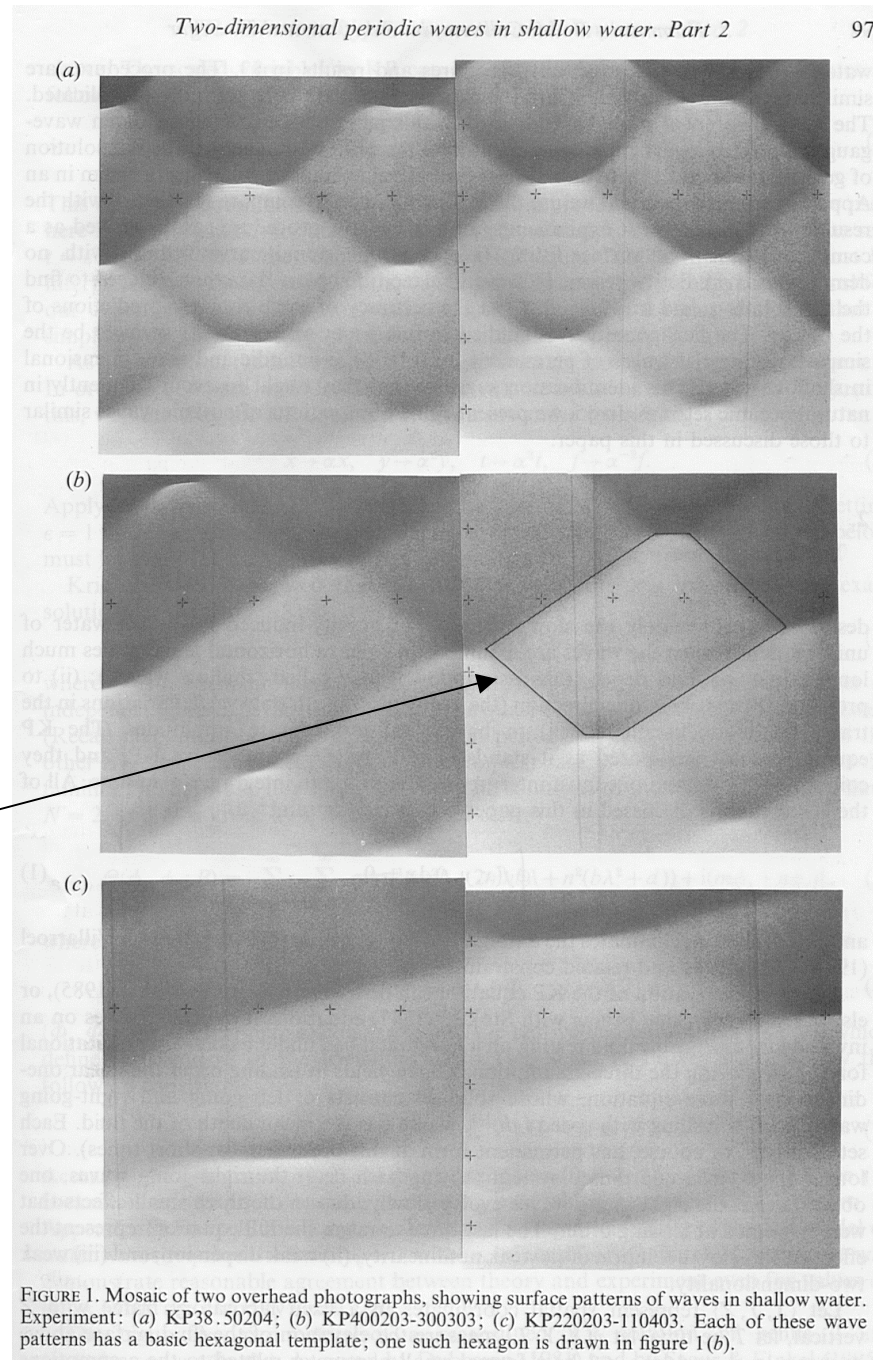 Two-dimensional periodic waves in shallow water. Part 2 97
(a)
(b)
(c)
FIGURE 1. Mosaic of two overhead photographs, showing surface patterns of waves in shallow water.
Experiment: (a) KP38.50204; (b) KP400203-300303; (c) KP220203-110403. Each of these wave
patterns has a basic hexagonal template; one such hexagon is drawn in figure 1(b).